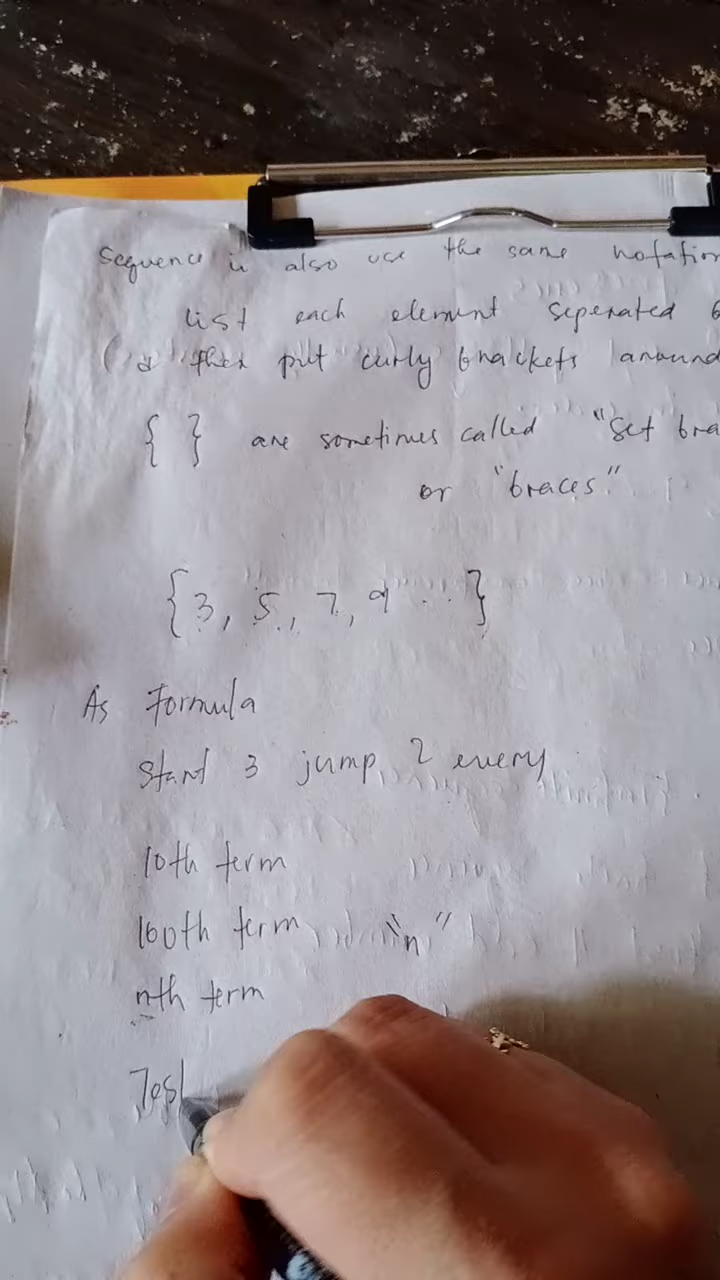 Sequence is also use the same notation
list each element seperated
& then put curly brackets around
{ } are sometimes called "set bra
or "braces"
{3, 5, 7, 9 ... }
As Formula
Start 3 jump 2 every
10th term
100th term "n"
nth term
Test